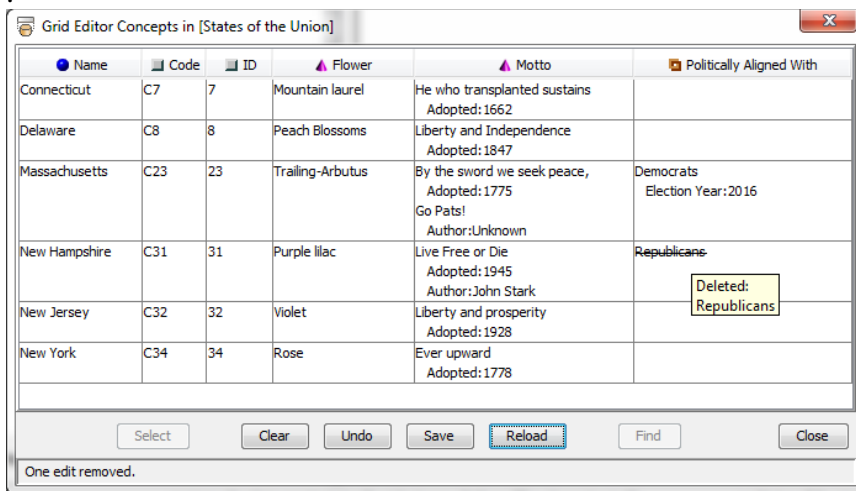 Grid Editor Concepts in [States of the Union]
Name Code ID Flower Motto Politically Aligned With
Connecticut C7 7 Mountain laurel He who transplanted sustains
Adopted:1662
Delaware C8 8 Peach Blossoms Liberty and Independence
Adopted:1847
Massachusetts C23 23 Trailing-Arbutus By the sword we seek peace, Democrats
Adopted:1775 Election Year:2016
Go Pats!
Author:Unknown
New Hampshire C31 31 Purple lilac Live Free or Die Republicans
Adopted:1945
Author:John Stark
Deleted:
Republicans
New Jersey C32 32 Violet Liberty and prosperity
Adopted:1928
New York C34 34 Rose Ever upward
Adopted:1778
Select Clear Undo Save Reload Find Close
One edit removed.